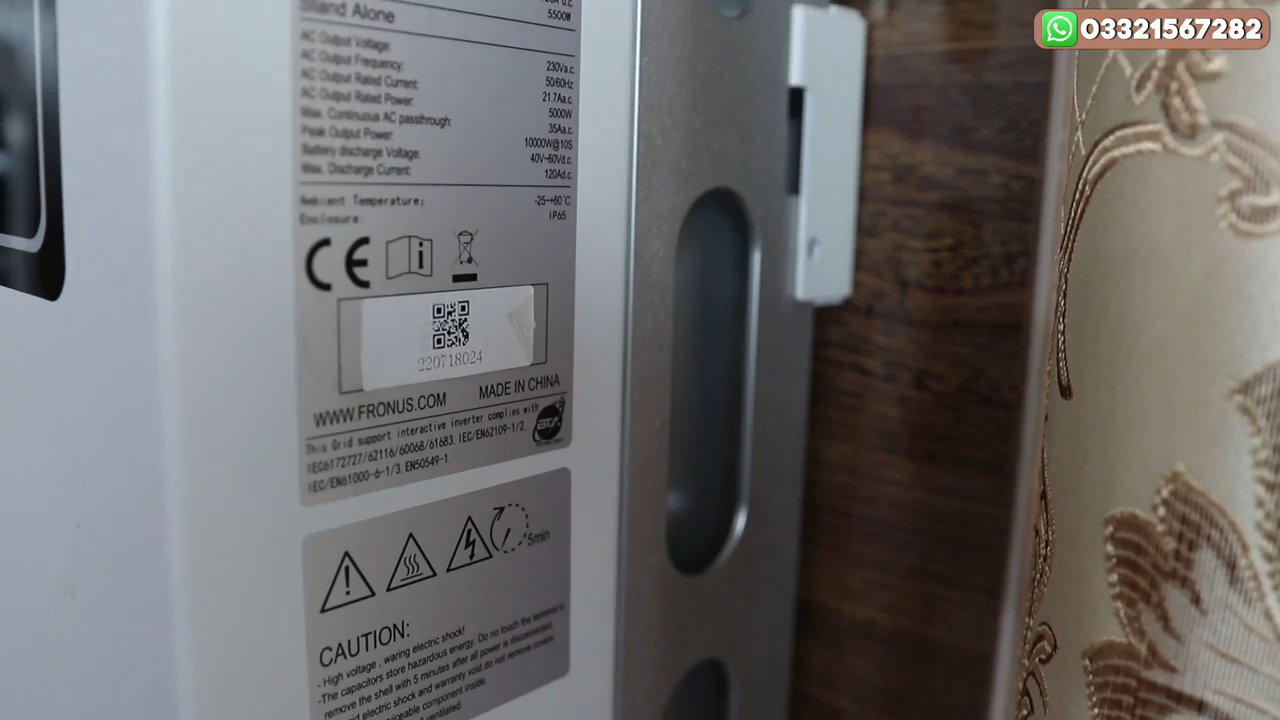 03321567282
5500W
Stand Alone
AC Output Voltage: 230Va.c.
AC Output Frequency: 50/60Hz
AC Output Rated Current: 21.7Aa.c.
AC Output Rated Power: 5000W
Max. Continuous AC passthrough: 35Aa.c.
Peak Output Power: 10000W@10S
Battery discharge Voltage: 40V~60Vd.c.
Max. Discharge Current: 120Ad.c.
Ambient Temperature: -25~+60℃
Enclosure: IP65
CE
220718024
WWW.FRONUS.COM MADE IN CHINA
This Grid support interactive inverter complies with
IEC6172727/62116/60068/61683, IEC/EN62109-1/2,
IEC/EN61000-6-1/3, EN50549-1.
5min
CAUTION:
- High voltage , waring electric shock!
-The capacitors store hazardous energy. Do no touch the terminal in
remove the shell with 5 minutes after all power is disconnected.
electric shock and warranty void.do not remove covers.
component inside.
ventilated.